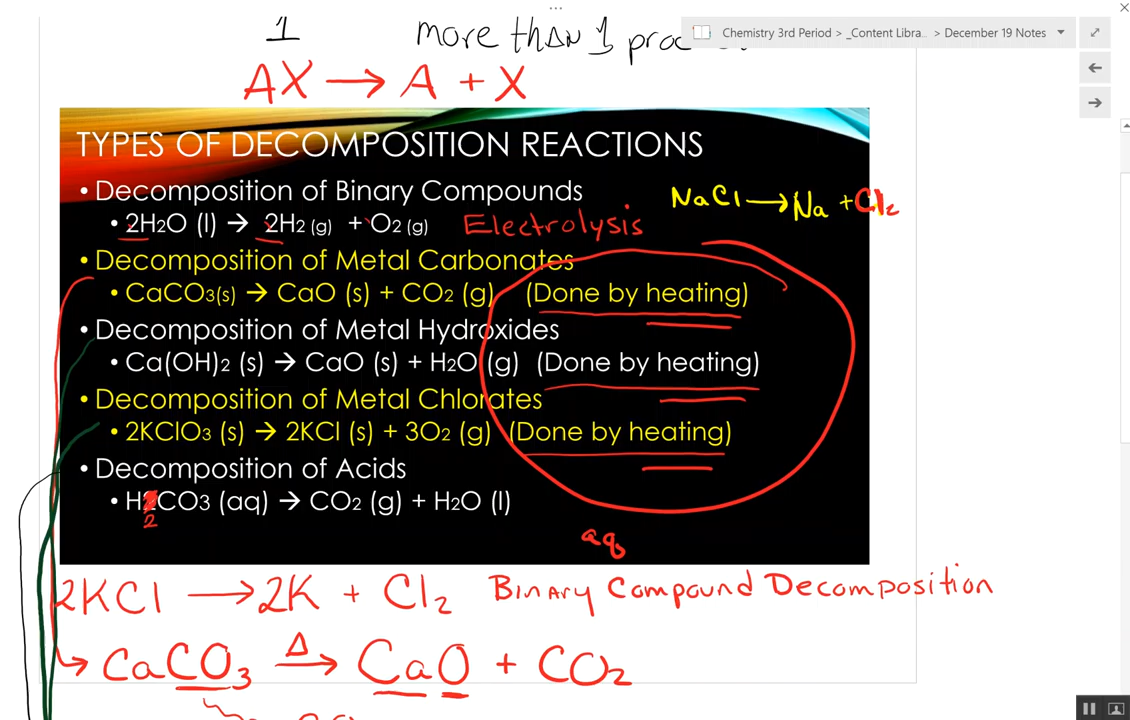 Chemistry 3rd Period > _Content Libra... > December 19 Notes
1 more than 1
AX → A + X
TYPES OF DECOMPOSITION REACTIONS
• Decomposition of Binary Compounds
NaCl → Na + Cl2
• 2H2O (l) → 2H2 (g) + O2 (g) Electrolysis
• Decomposition of Metal Carbonates
• CaCO3(s) → CaO (s) + CO2 (g) (Done by heating)
• Decomposition of Metal Hydroxides
• Ca(OH)2 (s) → CaO (s) + H2O (g) (Done by heating)
• Decomposition of Metal Chlorates
• 2KClO3 (s) → 2KCl (s) + 3O2 (g) (Done by heating)
• Decomposition of Acids
• H2CO3 (aq) → CO2 (g) + H2O (l)
aq
2KCl → 2K + Cl2 Binary Compound Decomposition
CaCO3 Δ→ CaO + CO2